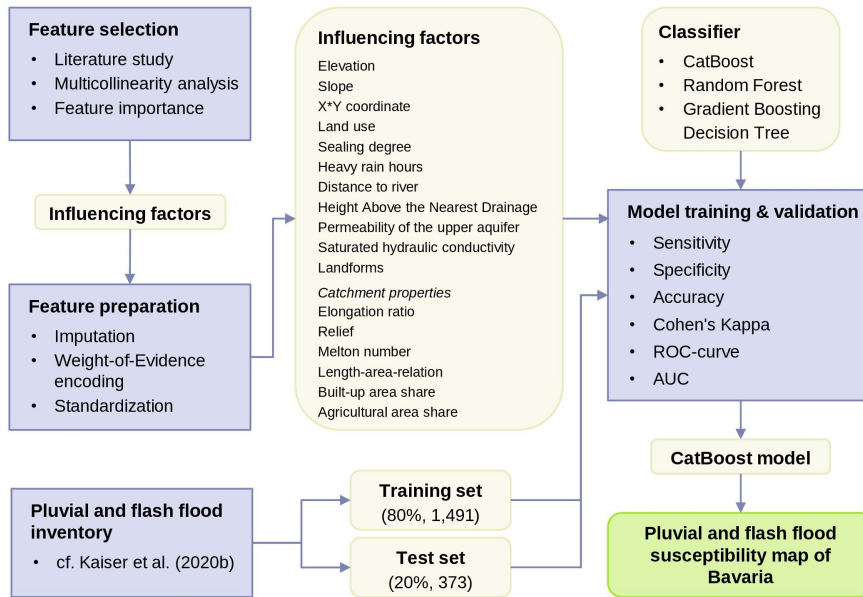 Feature selection
• Literature study
• Multicollinearity analysis
• Feature importance
Influencing factors
Feature preparation
• Imputation
• Weight-of-Evidence
encoding
• Standardization
Influencing factors
Elevation
Slope
X*Y coordinate
Land use
Sealing degree
Heavy rain hours
Distance to river
Height Above the Nearest Drainage
Permeability of the upper aquifer
Saturated hydraulic conductivity
Landforms
Catchment properties
Elongation ratio
Relief
Melton number
Length-area-relation
Built-up area share
Agricultural area share
Classifier
• CatBoost
• Random Forest
• Gradient Boosting
Decision Tree
Model training & validation
• Sensitivity
• Specificity
• Accuracy
• Cohen's Kappa
• ROC-curve
• AUC
Pluvial and flash flood
inventory
• cf. Kaiser et al. (2020b)
Training set
(80%, 1,491)
Test set
(20%, 373)
CatBoost model
Pluvial and flash flood
susceptibility map of
Bavaria